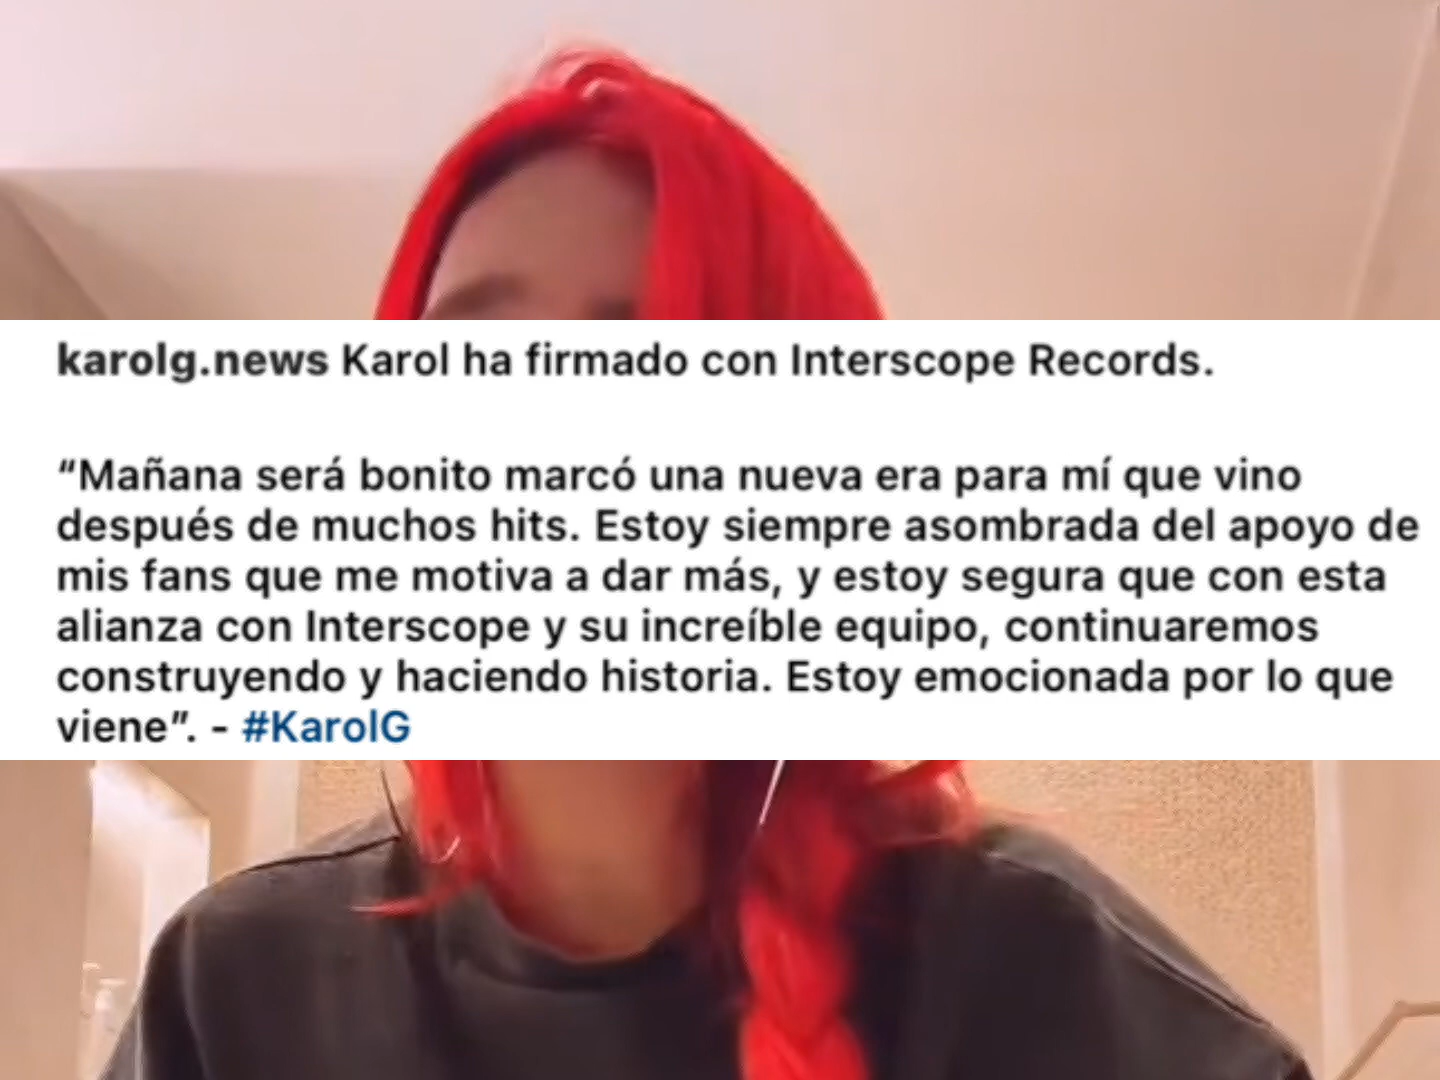 karolg.news Karol ha firmado con Interscope Records.
“Mañana será bonito marcó una nueva era para mí que vino
después de muchos hits. Estoy siempre asombrada del apoyo de
mis fans que me motiva a dar más, y estoy segura que con esta
alianza con Interscope y su increíble equipo, continuaremos
construyendo y haciendo historia. Estoy emocionada por lo que
viene”. - #KarolG